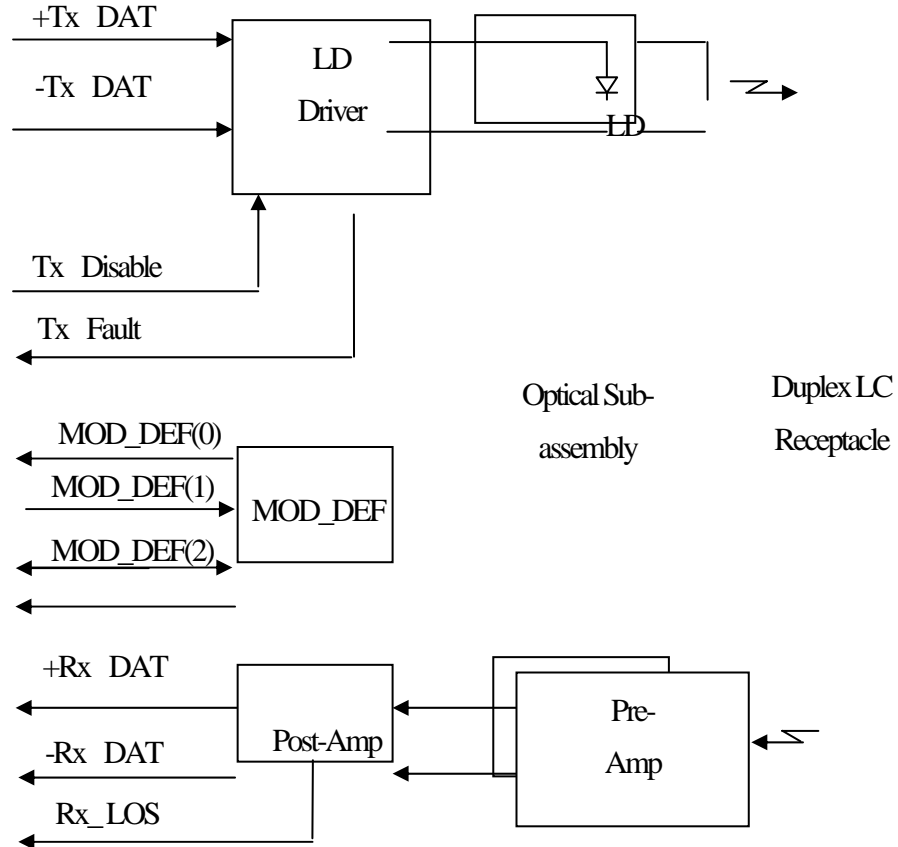 +Tx DAT
LD
Driver
-Tx DAT
LD
Tx Disable
Tx Fault
Optical Sub-
assembly
Duplex LC
Receptacle
MOD_DEF(0)
MOD_DEF(1)
MOD_DEF
MOD_DEF(2)
+Rx DAT
Post-Amp
-Rx DAT
Rx_LOS
Pre-
Amp